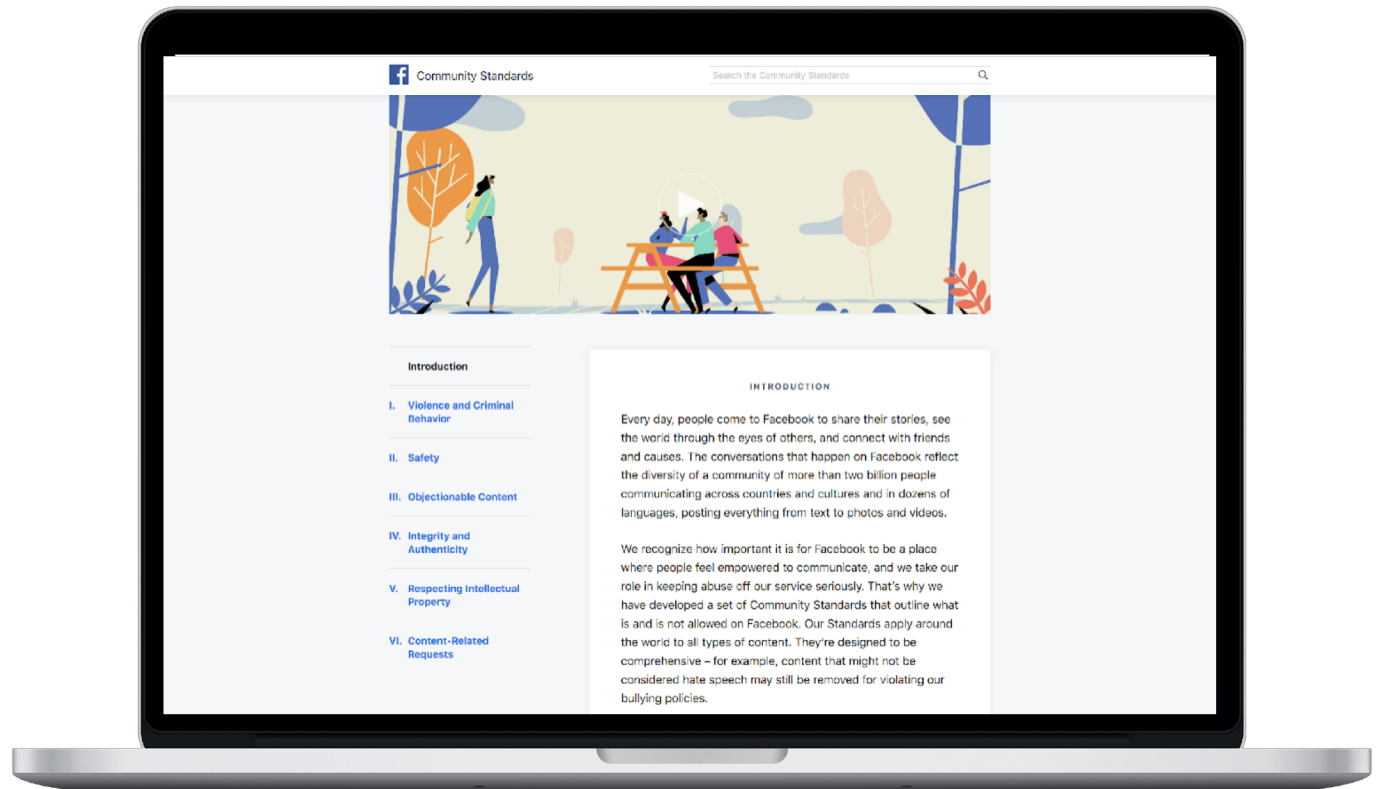 Community Standards
Search the Community Standards
Introduction
I. Violence and Criminal
Behavior
II. Safety
III. Objectionable Content
IV. Integrity and
Authenticity
V. Respecting Intellectual
Property
VI. Content-Related
Requests
INTRODUCTION
Every day, people come to Facebook to share their stories, see
the world through the eyes of others, and connect with friends
and causes. The conversations that happen on Facebook reflect
the diversity of a community of more than two billion people
communicating across countries and cultures and in dozens of
languages, posting everything from text to photos and videos.
We recognize how important it is for Facebook to be a place
where people feel empowered to communicate, and we take our
role in keeping abuse off our service seriously. That's why we
have developed a set of Community Standards that outline what
is and is not allowed on Facebook. Our Standards apply around
the world to all types of content. They're designed to be
comprehensive – for example, content that might not be
considered hate speech may still be removed for violating our
bullying policies.